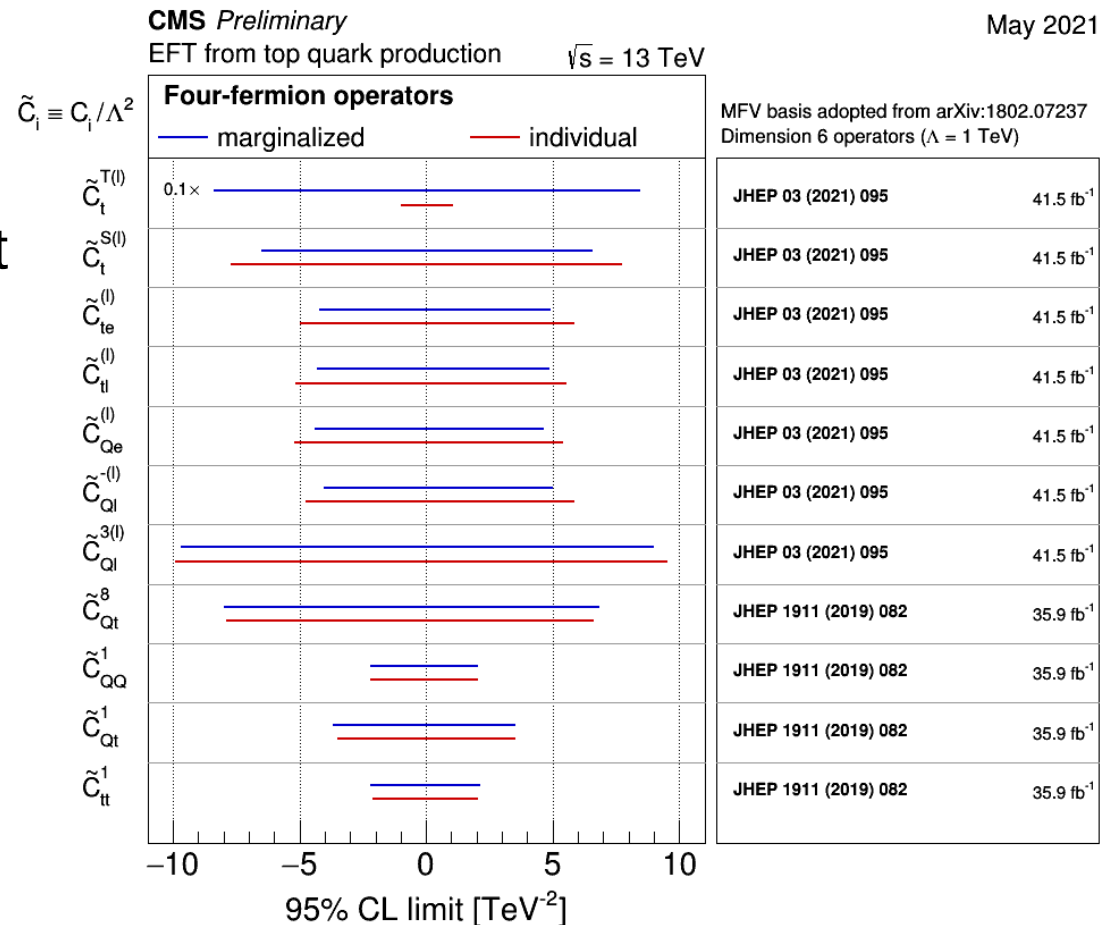 CMS Preliminary
May 2021
EFT from top quark production √s = 13 TeV
C̃ᵢ ≡ Cᵢ/Λ²
Four-fermion operators
marginalized individual
MFV basis adopted from arXiv:1802.07237
Dimension 6 operators (Λ = 1 TeV)
t
C̃_t^{T(l)} 0.1× JHEP 03 (2021) 095 41.5 fb⁻¹
C̃_t^{S(l)} JHEP 03 (2021) 095 41.5 fb⁻¹
C̃_{te}^{(l)} JHEP 03 (2021) 095 41.5 fb⁻¹
C̃_{tl}^{(l)} JHEP 03 (2021) 095 41.5 fb⁻¹
C̃_{Qe}^{(l)} JHEP 03 (2021) 095 41.5 fb⁻¹
C̃_{Ql}^{-(l)} JHEP 03 (2021) 095 41.5 fb⁻¹
C̃_{Ql}^{3(l)} JHEP 03 (2021) 095 41.5 fb⁻¹
C̃_{Qt}^{8} JHEP 1911 (2019) 082 35.9 fb⁻¹
C̃_{QQ}^{1} JHEP 1911 (2019) 082 35.9 fb⁻¹
C̃_{Qt}^{1} JHEP 1911 (2019) 082 35.9 fb⁻¹
C̃_{tt}^{1} JHEP 1911 (2019) 082 35.9 fb⁻¹
−10 −5 0 5 10
95% CL limit [TeV⁻²]